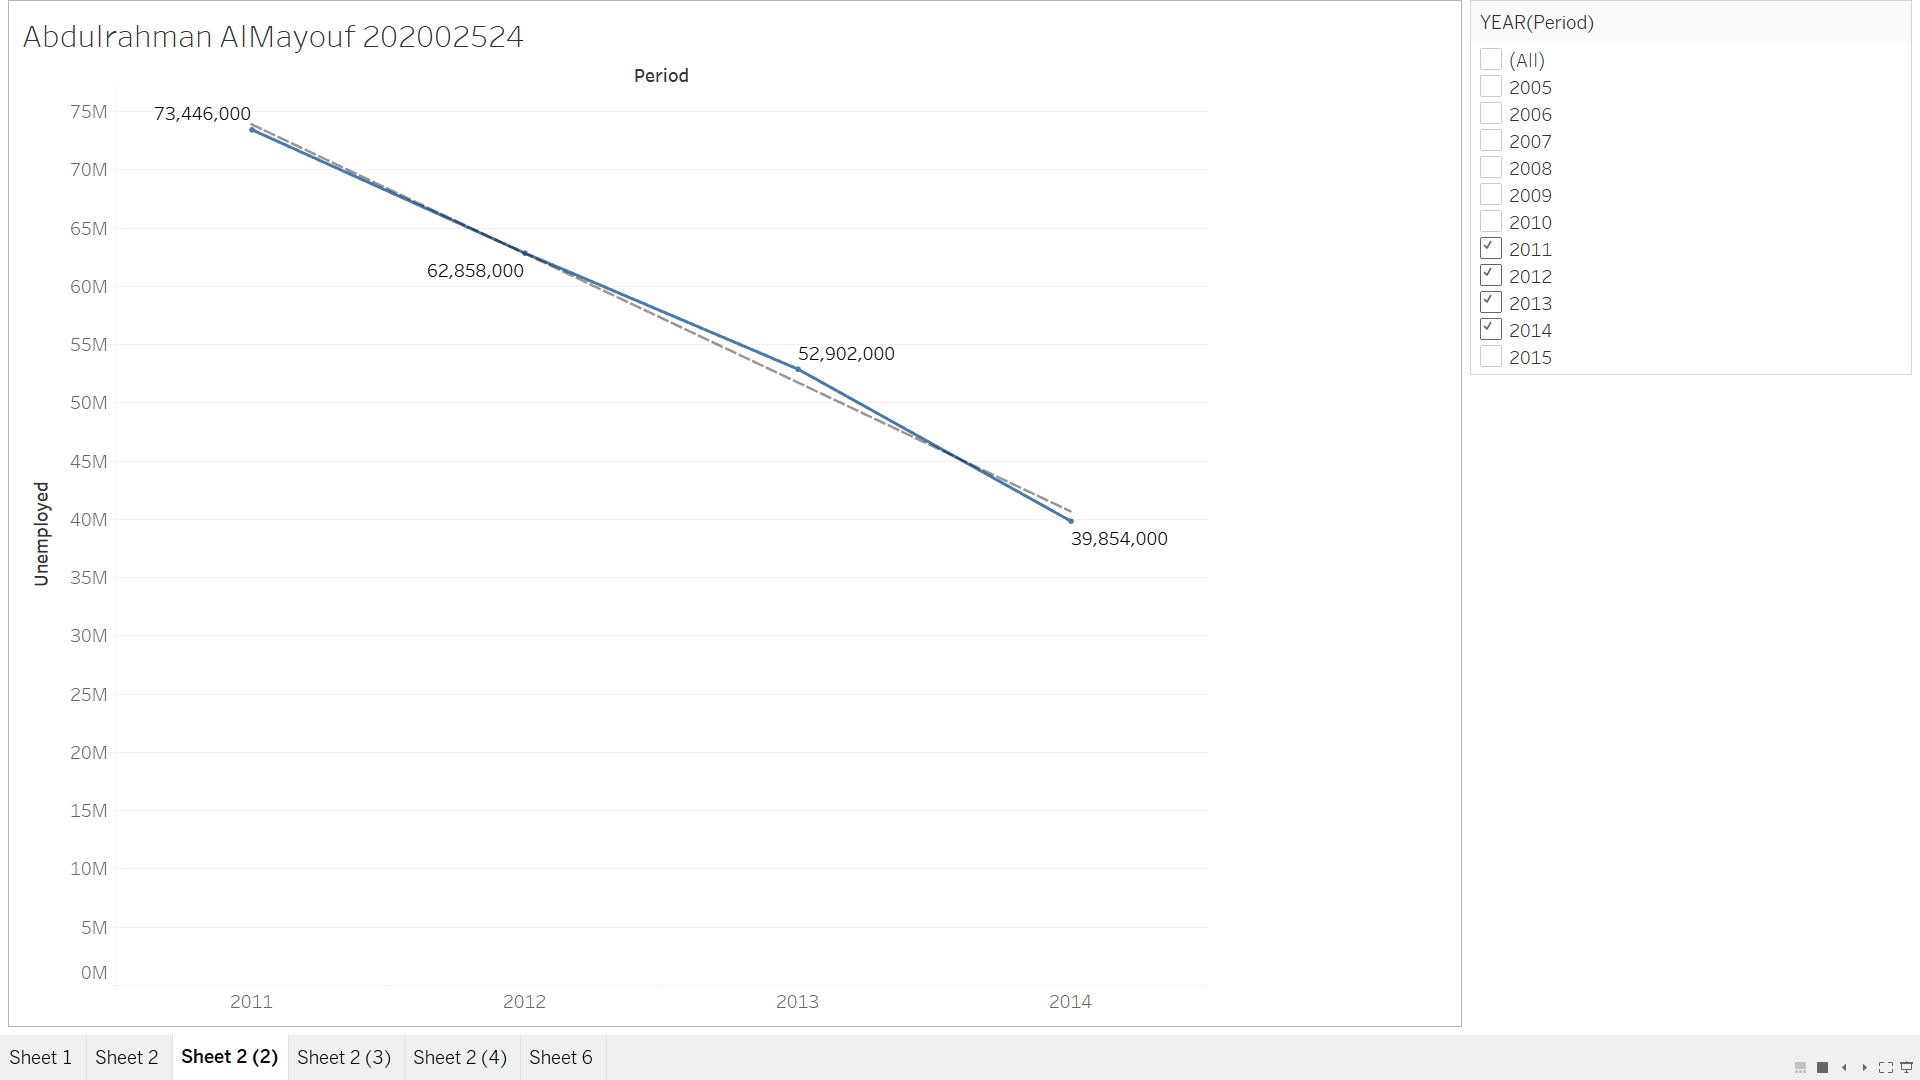 Abdulrahman AlMayouf 202002524
Period
75M
70M
65M
60M
55M
50M
45M
40M
35M
30M
25M
20M
15M
10M
5M
0M
Unemployed
73,446,000
62,858,000
52,902,000
39,854,000
2011
2012
2013
2014
YEAR(Period)
(All)
2005
2006
2007
2008
2009
2010
2011
2012
2013
2014
2015
Sheet 1
Sheet 2
Sheet 2 (2)
Sheet 2 (3)
Sheet 2 (4)
Sheet 6